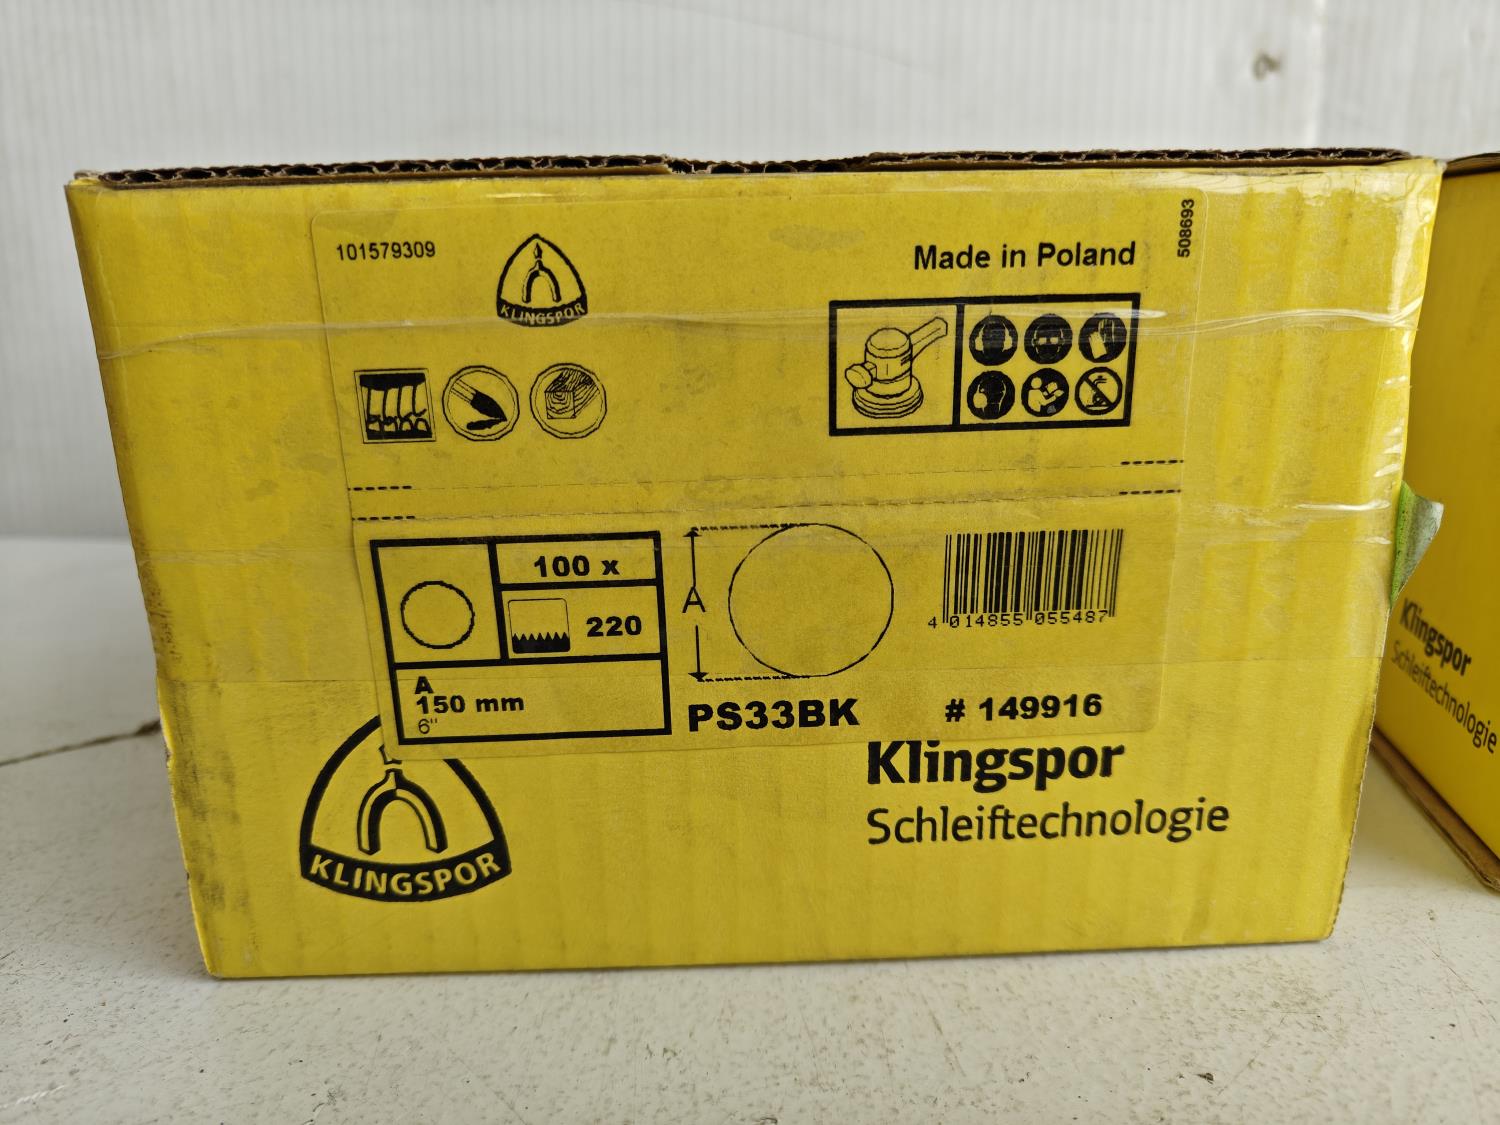 101579309
KLINGSPOR
Made in Poland
508693
100 x
220
A
150 mm
6"
A
4 014855 055487
PS33BK
# 149916
KLINGSPOR
Klingspor
Schleiftechnologie
Klingspor
Schleiftechnologie